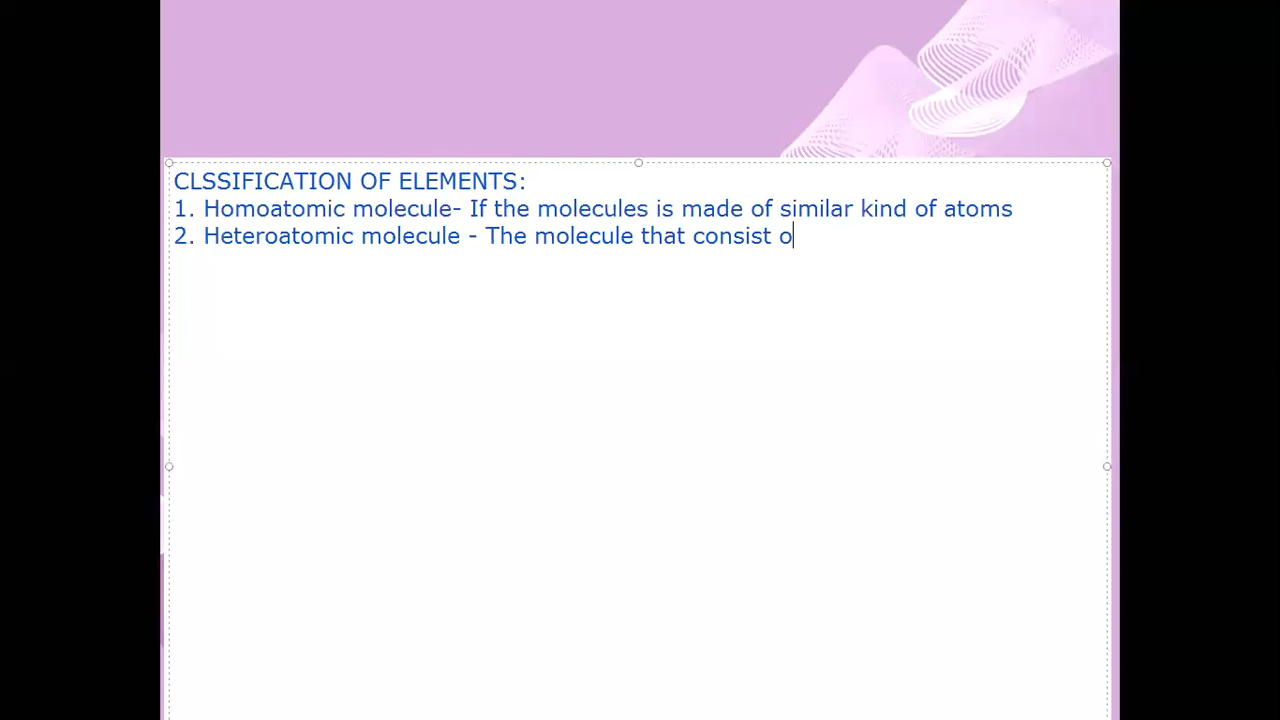 CLSSIFICATION OF ELEMENTS:
1. Homoatomic molecule- If the molecules is made of similar kind of atoms
2. Heteroatomic molecule - The molecule that consist o